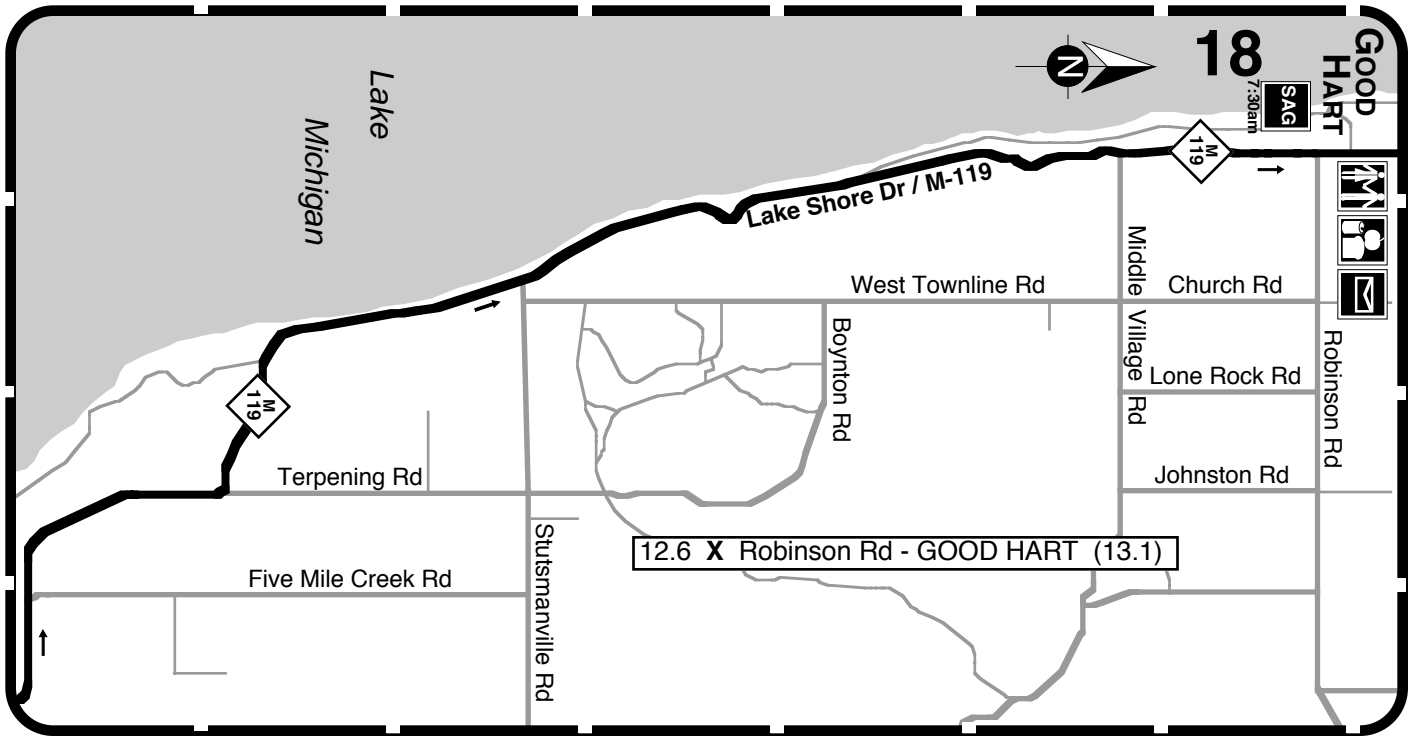 Lake
Michigan
N
18
GOOD
HART
7:30am
SAG
M
119
Lake Shore Dr / M-119
West Townline Rd
Middle Village Rd
Church Rd
Boynton Rd
Lone Rock Rd
Robinson Rd
M
119
Terpening Rd
Johnston Rd
12.6 X Robinson Rd - GOOD HART (13.1)
Stutsmanville Rd
Five Mile Creek Rd